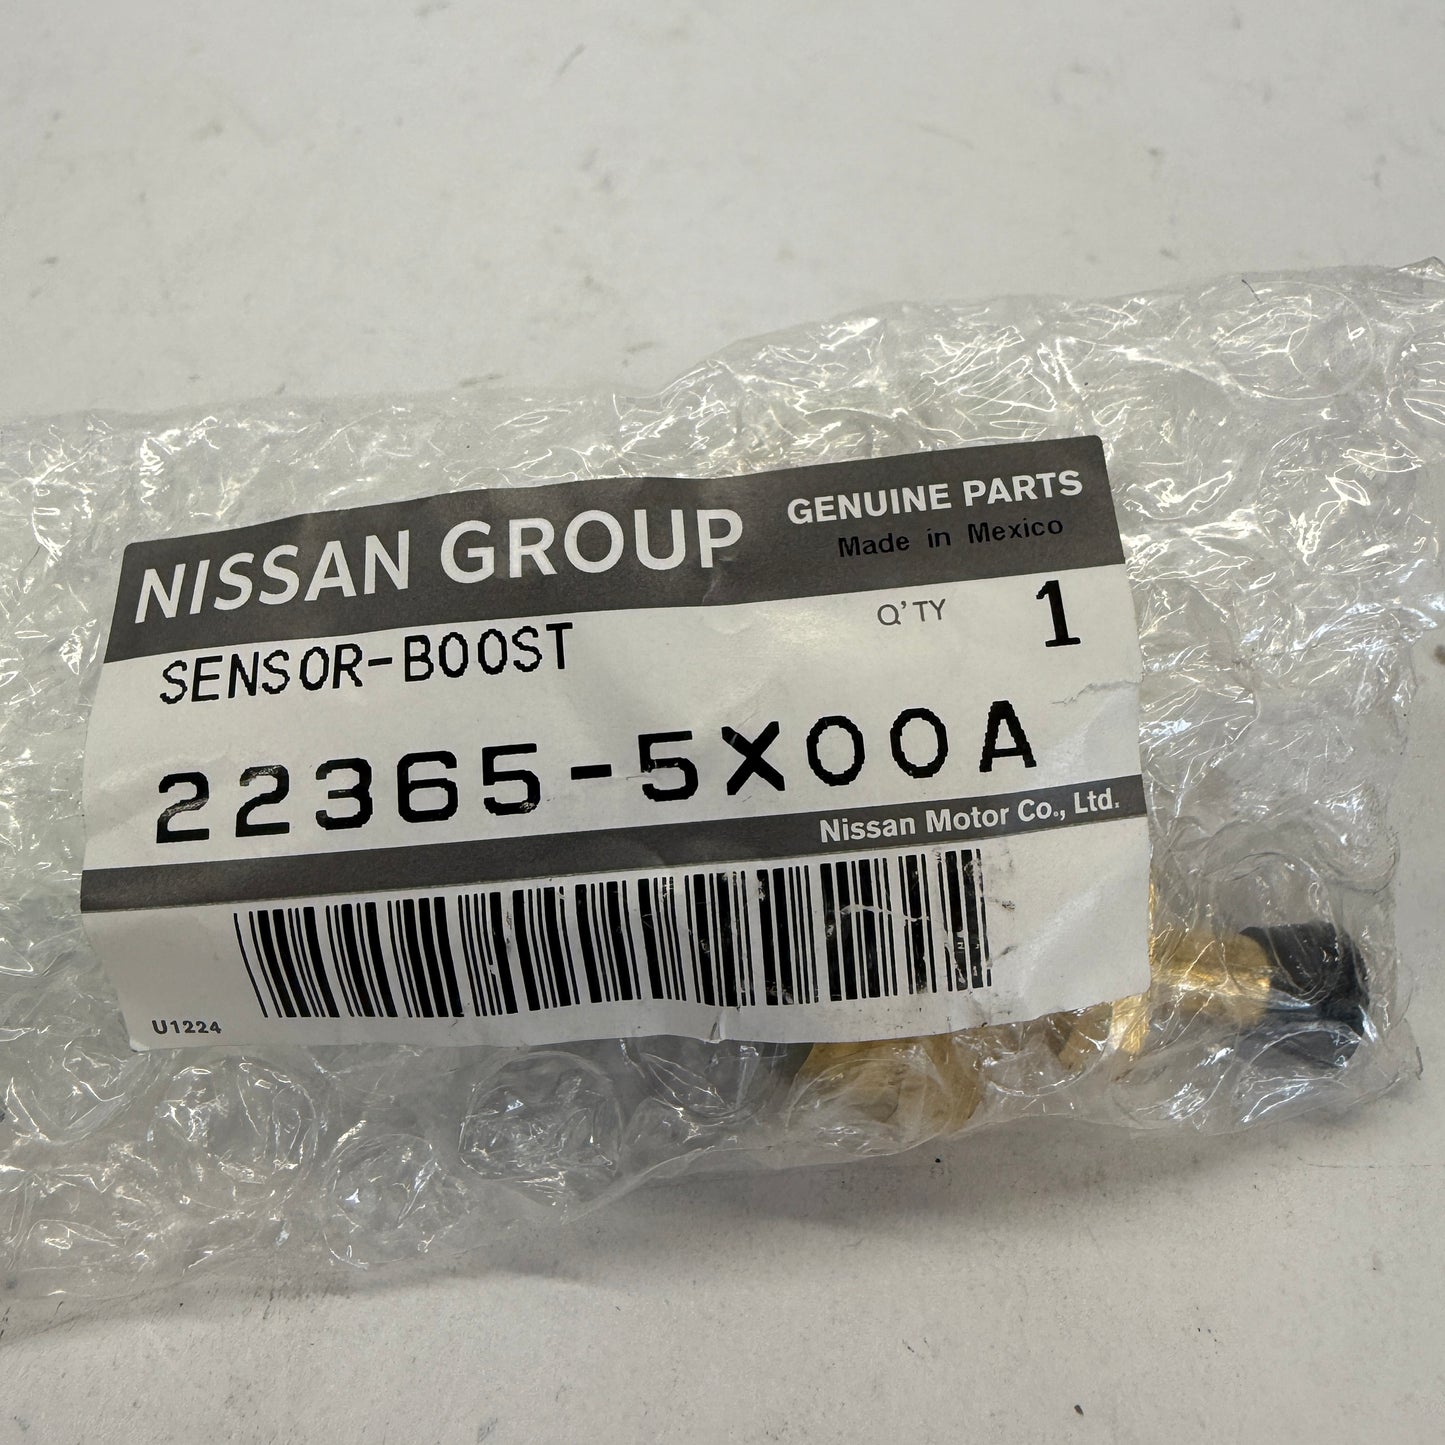 NISSAN GROUP
GENUINE PARTS
Made in Mexico
SENSOR-BOOST
Q'TY 1
22365-5X00A
Nissan Motor Co., Ltd.
U1224